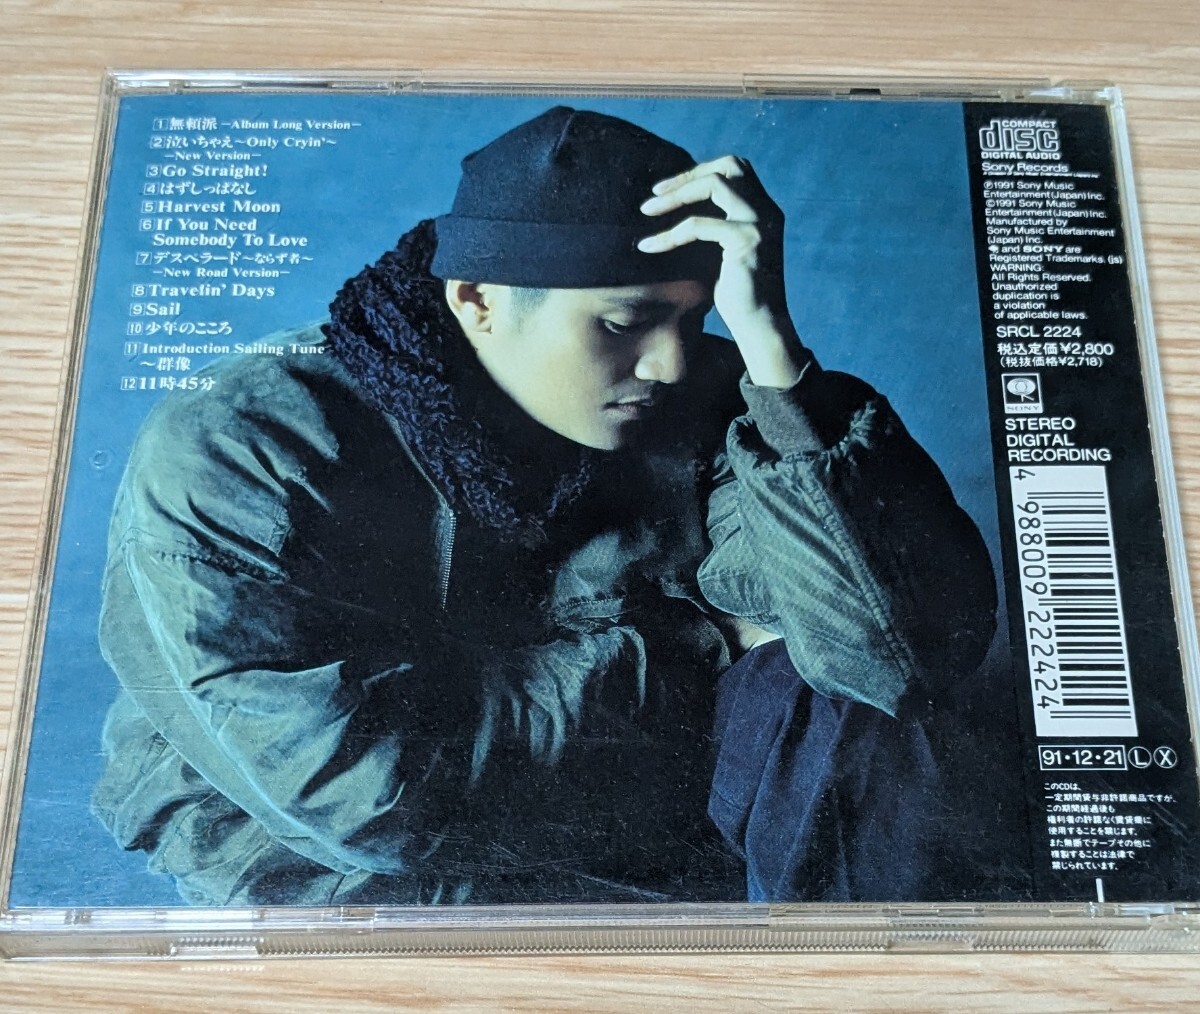 1 無頼派 –Album Long Version–
2 泣いちゃえ〜Only Cryin'〜
–New Version–
3 Go Straight!
4 はずしっぱなし
5 Harvest Moon
6 If You Need
Somebody To Love
7 デスペラード〜ならず者〜
–New Road Version–
8 Travelin' Days
9 Sail
10 少年のこころ
11 Introduction Sailing Tune
〜群像
12 11時45分
COMPACT
disc
DIGITAL AUDIO
Sony Records
A Division of Sony Music Entertainment (Japan) Inc.
Ⓟ1991 Sony Music
Entertainment(Japan)Inc.
©1991 Sony Music
Entertainment(Japan)Inc.
Manufactured by
Sony Music Entertainment
(Japan) Inc.
and SONY are
Registered Trademarks. (js)
WARNING:
All Rights Reserved.
Unauthorized
duplication is
a violation
of applicable laws.
SRCL 2224
税込定価¥2,800
(税抜価格¥2,718)
SONY
STEREO
DIGITAL
RECORDING
4 988009 222424
91・12・21 Ⓛ Ⓧ
このCDは、
一定期間貸与非許諾商品ですが、
この期間経過後も
権利者の許諾なく賃貸業に
使用することを禁じます。
また無断でテープその他に
複製することは法律で
禁じられています。